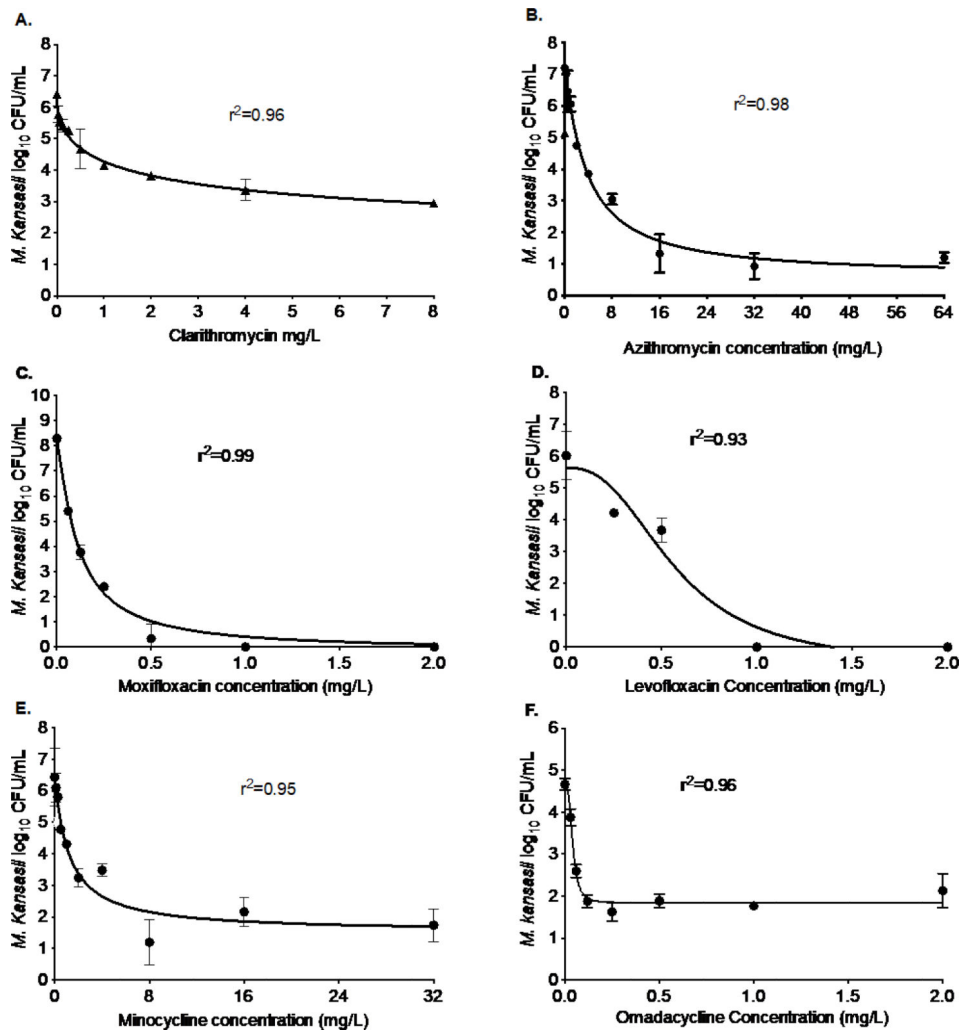 A.
8
7
6
5
4
3
2
1
0
M. Kansasii log10 CFU/mL
r²=0.96
0 1 2 3 4 5 6 7 8
Clarithromycin mg/L
B.
8
7
6
5
4
3
2
1
0
M. Kansasii log10 CFU/mL
r²=0.98
0 8 16 24 32 40 48 56 64
Azithromycin concentration (mg/L)
C.
10
9
8
7
6
5
4
3
2
1
0
M. Kansasii log10 CFU/mL
r²=0.99
0.0 0.5 1.0 1.5 2.0
Moxifloxacin concentration (mg/L)
D.
8
7
6
5
4
3
2
1
0
M. Kansasii log10 CFU/mL
r²=0.93
0.0 0.5 1.0 1.5 2.0
Levofloxacin Concentration (mg/L)
E.
8
7
6
5
4
3
2
1
0
M. Kansasii log10 CFU/mL
r²=0.95
0 8 16 24 32
Minocycline concentration (mg/L)
F.
6
5
4
3
2
1
0
M. kansasii log10 CFU/mL
r²=0.96
0.0 0.5 1.0 1.5 2.0
Omadacycline Concentration (mg/L)